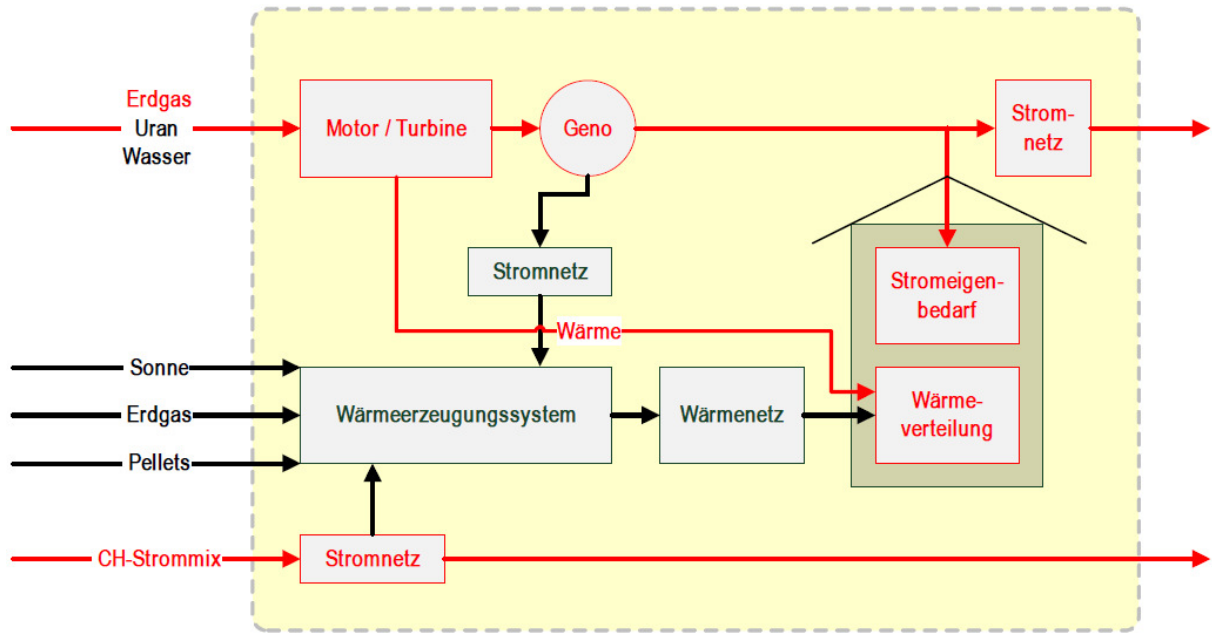 Erdgas
Uran
Wasser
Motor / Turbine
Geno
Strom-
netz
Stromnetz
Stromeigen-
bedarf
Wärme
Sonne
Erdgas
Pellets
Wärmeerzeugungssystem
Wärmenetz
Wärme-
verteilung
CH-Strommix
Stromnetz